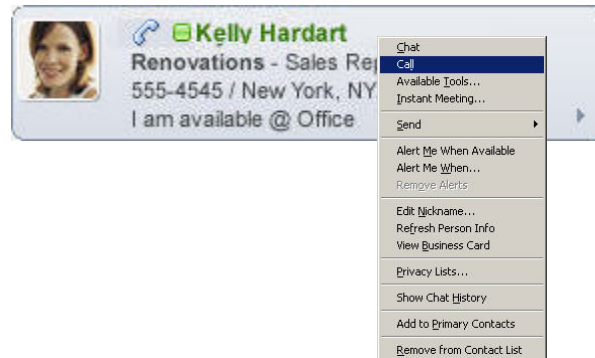 Kelly Hardart
Renovations - Sales Rep
555-4545 / New York, NY
I am available @ Office
Chat
Call
Available Tools...
Instant Meeting...
Send
Alert Me When Available
Alert Me When...
Remove Alerts
Edit Nickname...
Refresh Person Info
View Business Card
Privacy Lists...
Show Chat History
Add to Primary Contacts
Remove from Contact List